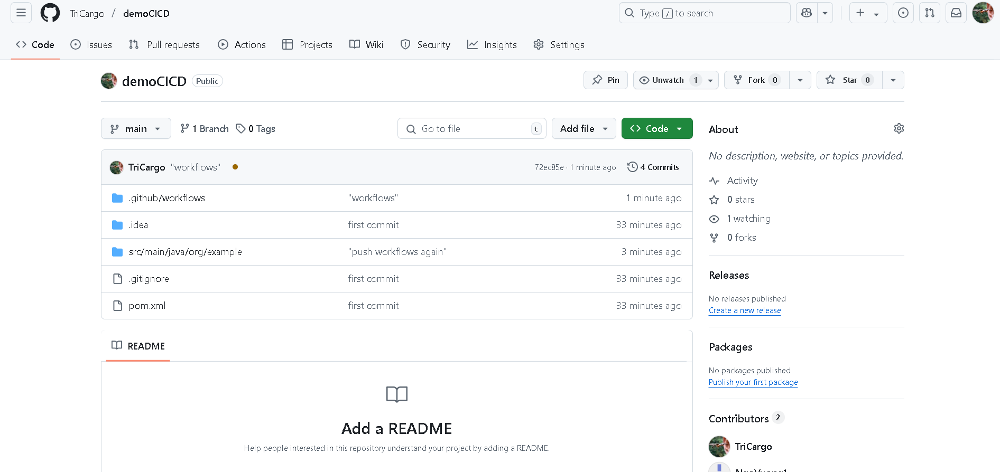 TriCargo / demoCICD
Type / to search
Code
Issues
Pull requests
Actions
Projects
Wiki
Security
Insights
Settings
demoCICD Public
Pin
Unwatch 1
Fork 0
Star 0
main
1 Branch
0 Tags
Go to file t
Add file
Code
TriCargo "workflows"
72ec85e · 1 minute ago
4 Commits
.github/workflows "workflows" 1 minute ago
.idea first commit 33 minutes ago
src/main/java/org/example "push workflows again" 3 minutes ago
.gitignore first commit 33 minutes ago
pom.xml first commit 33 minutes ago
README
Add a README
Help people interested in this repository understand your project by adding a README.
About
No description, website, or topics provided.
Activity
0 stars
1 watching
0 forks
Releases
No releases published
Create a new release
Packages
No packages published
Publish your first package
Contributors 2
TriCargo